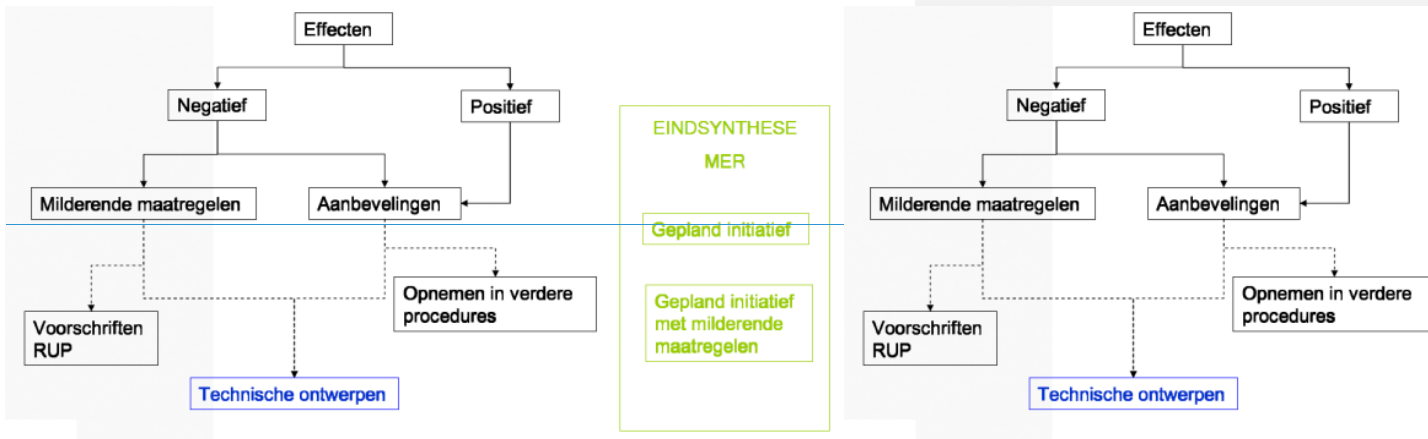 Effecten
Negatief
Positief
Milderende maatregelen
Aanbevelingen
Opnemen in verdere
procedures
Voorschriften
RUP
Technische ontwerpen
EINDSYNTHESE
MER
Gepland initiatief
Gepland initiatief
met milderende
maatregelen
Effecten
Negatief
Positief
Milderende maatregelen
Aanbevelingen
Opnemen in verdere
procedures
Voorschriften
RUP
Technische ontwerpen